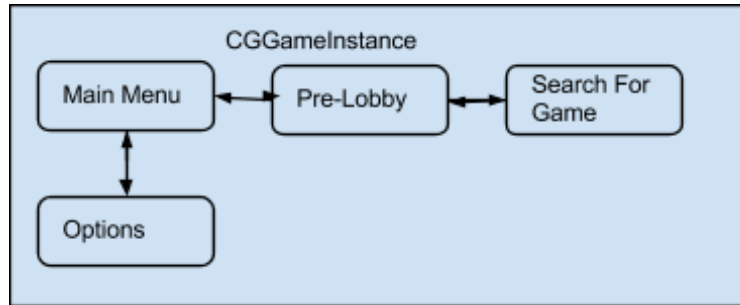 CGGameInstance
Main Menu
Pre-Lobby
Search For
Game
Options